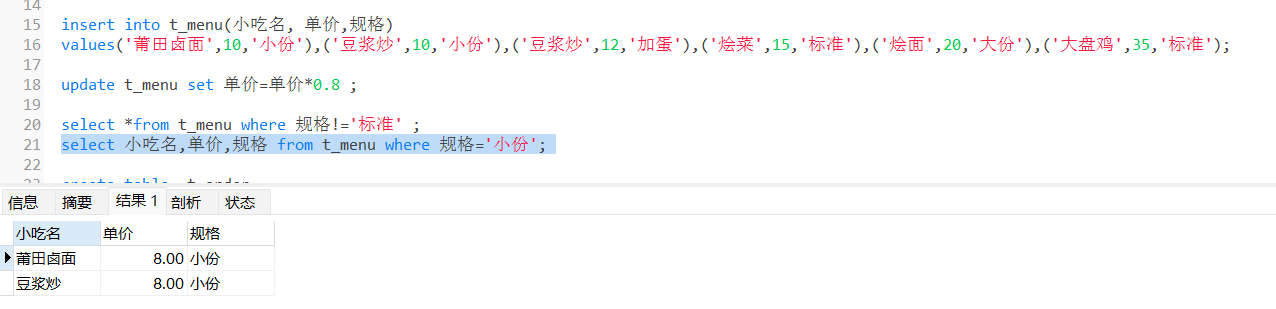 14
15 insert into t_menu(小吃名, 单价,规格)
16 values('莆田卤面',10,'小份'),('豆浆炒',10,'小份'),('豆浆炒',12,'加蛋'),('烩菜',15,'标准'),('烩面',20,'大份'),('大盘鸡',35,'标准');
17
18 update t_menu set 单价=单价*0.8 ;
19
20 select *from t_menu where 规格!='标准' ;
21 select 小吃名,单价,规格 from t_menu where 规格='小份';
22
23 create table t_order
信息 摘要 结果 1 剖析 状态
小吃名 单价 规格
莆田卤面 8.00 小份
豆浆炒 8.00 小份